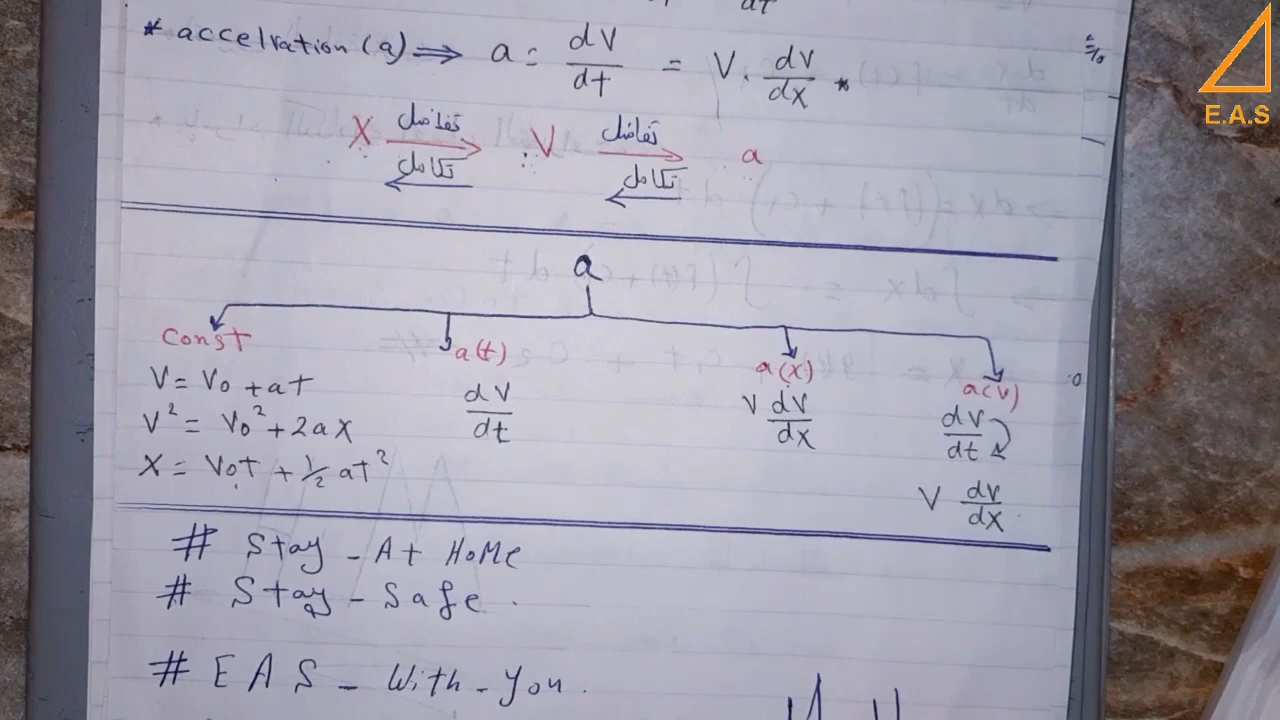 dt
* accelration (a) ⇒ a = dV/dt = V . dV/dx *
X تفاضل V تفاضل a
تكامل تكامل
a
Const a(t) a(x) a(v)
V = V0 + at
V² = V0² + 2ax
X = V0t + 1/2 at²
dV/dt
V dV/dx
dV/dt
V dV/dx
# Stay - At HoMe
# Stay - Safe .
# E A S - With - You .
E.A.S